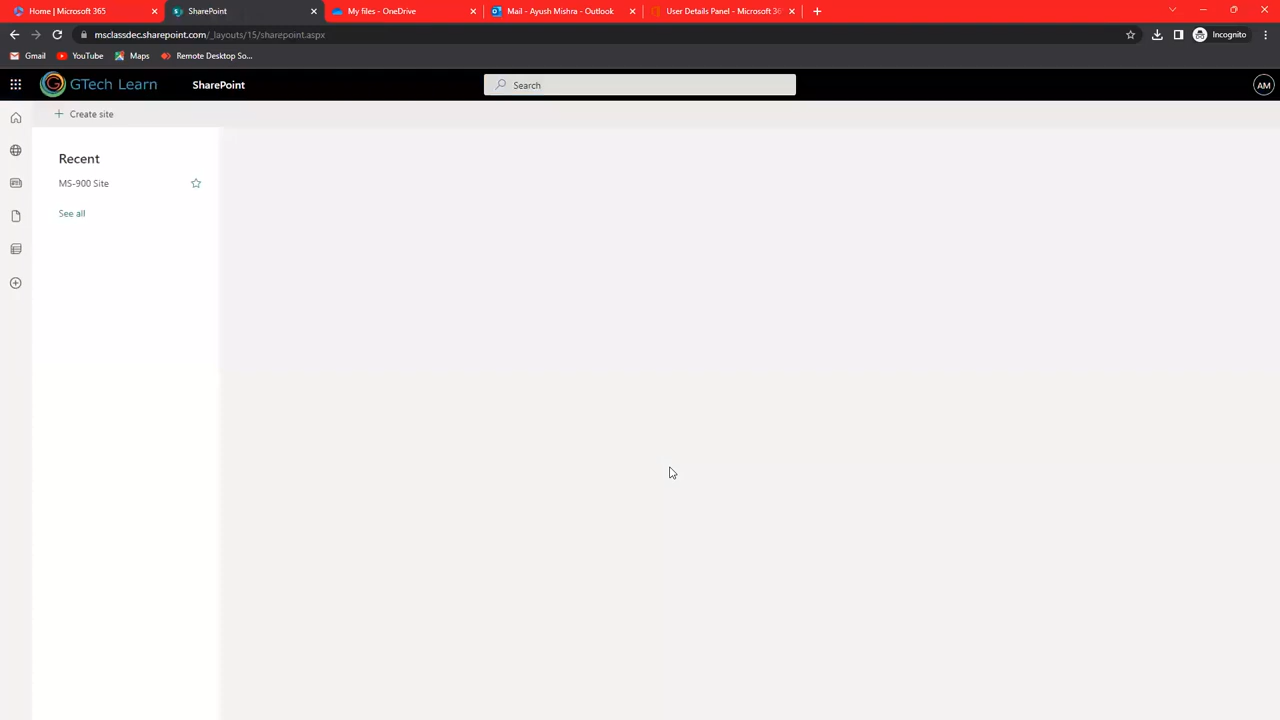 Home | Microsoft 365
SharePoint
My files - OneDrive
Mail - Ayush Mishra - Outlook
User Details Panel - Microsoft 36
msclassdec.sharepoint.com/_layouts/15/sharepoint.aspx
Incognito
Gmail
YouTube
Maps
Remote Desktop So...
GTech Learn
SharePoint
Search
AM
Create site
Recent
MS-900 Site
See all